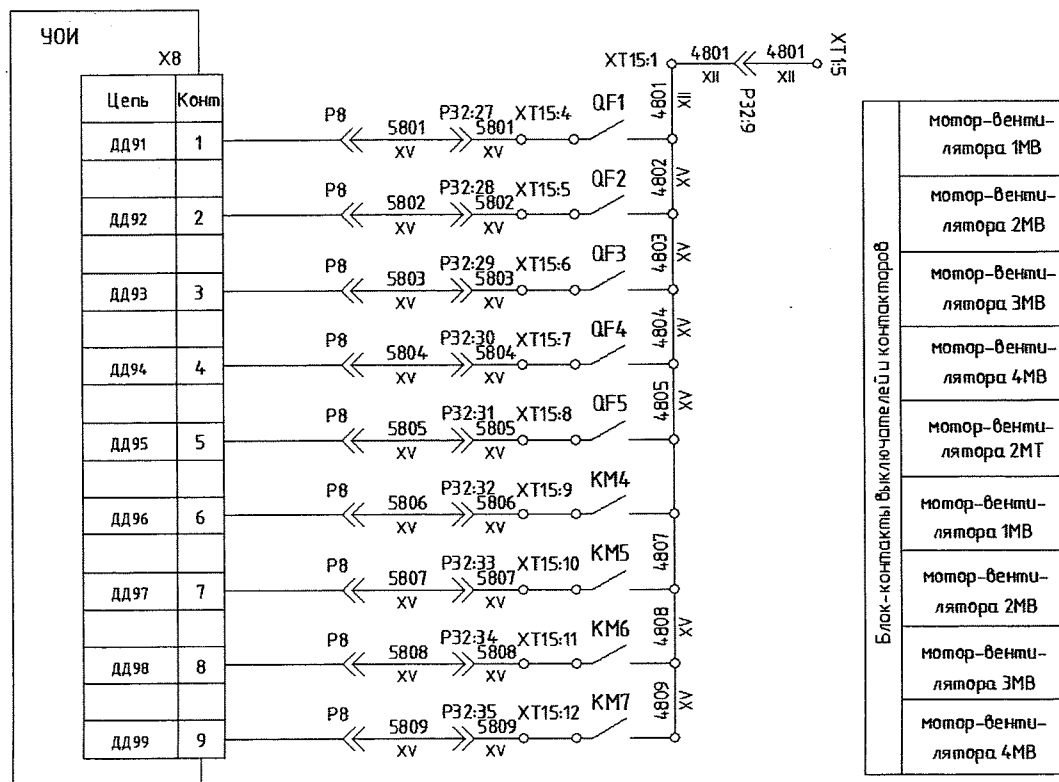 УОИ
X8
Цепь Конт
XT15:1 4801 4801 XT15
XII XII
P32:9
4801
XII
ДД91 1 P8 5801 P32:27 5801 XT15:4 QF1
XV XV
4802
XV
ДД92 2 P8 5802 P32:28 5802 XT15:5 QF2
XV XV
4803
XV
ДД93 3 P8 5803 P32:29 5803 XT15:6 QF3
XV XV
4804
XV
ДД94 4 P8 5804 P32:30 5804 XT15:7 QF4
XV XV
4805
XV
ДД95 5 P8 5805 P32:31 5805 XT15:8 QF5
XV XV
ДД96 6 P8 5806 P32:32 5806 XT15:9 KM4
XV XV
4807
ДД97 7 P8 5807 P32:33 5807 XT15:10 KM5
XV XV
4808
XV
ДД98 8 P8 5808 P32:34 5808 XT15:11 KM6
XV XV
4809
XV
ДД99 9 P8 5809 P32:35 5809 XT15:12 KM7
XV XV
Блок-контакты выключателей и контакторов
мотор-венти-
лятора 1МВ
мотор-венти-
лятора 2МВ
мотор-венти-
лятора 3МВ
мотор-венти-
лятора 4МВ
мотор-венти-
лятора 2МТ
мотор-венти-
лятора 1МВ
мотор-венти-
лятора 2МВ
мотор-венти-
лятора 3МВ
мотор-венти-
лятора 4МВ